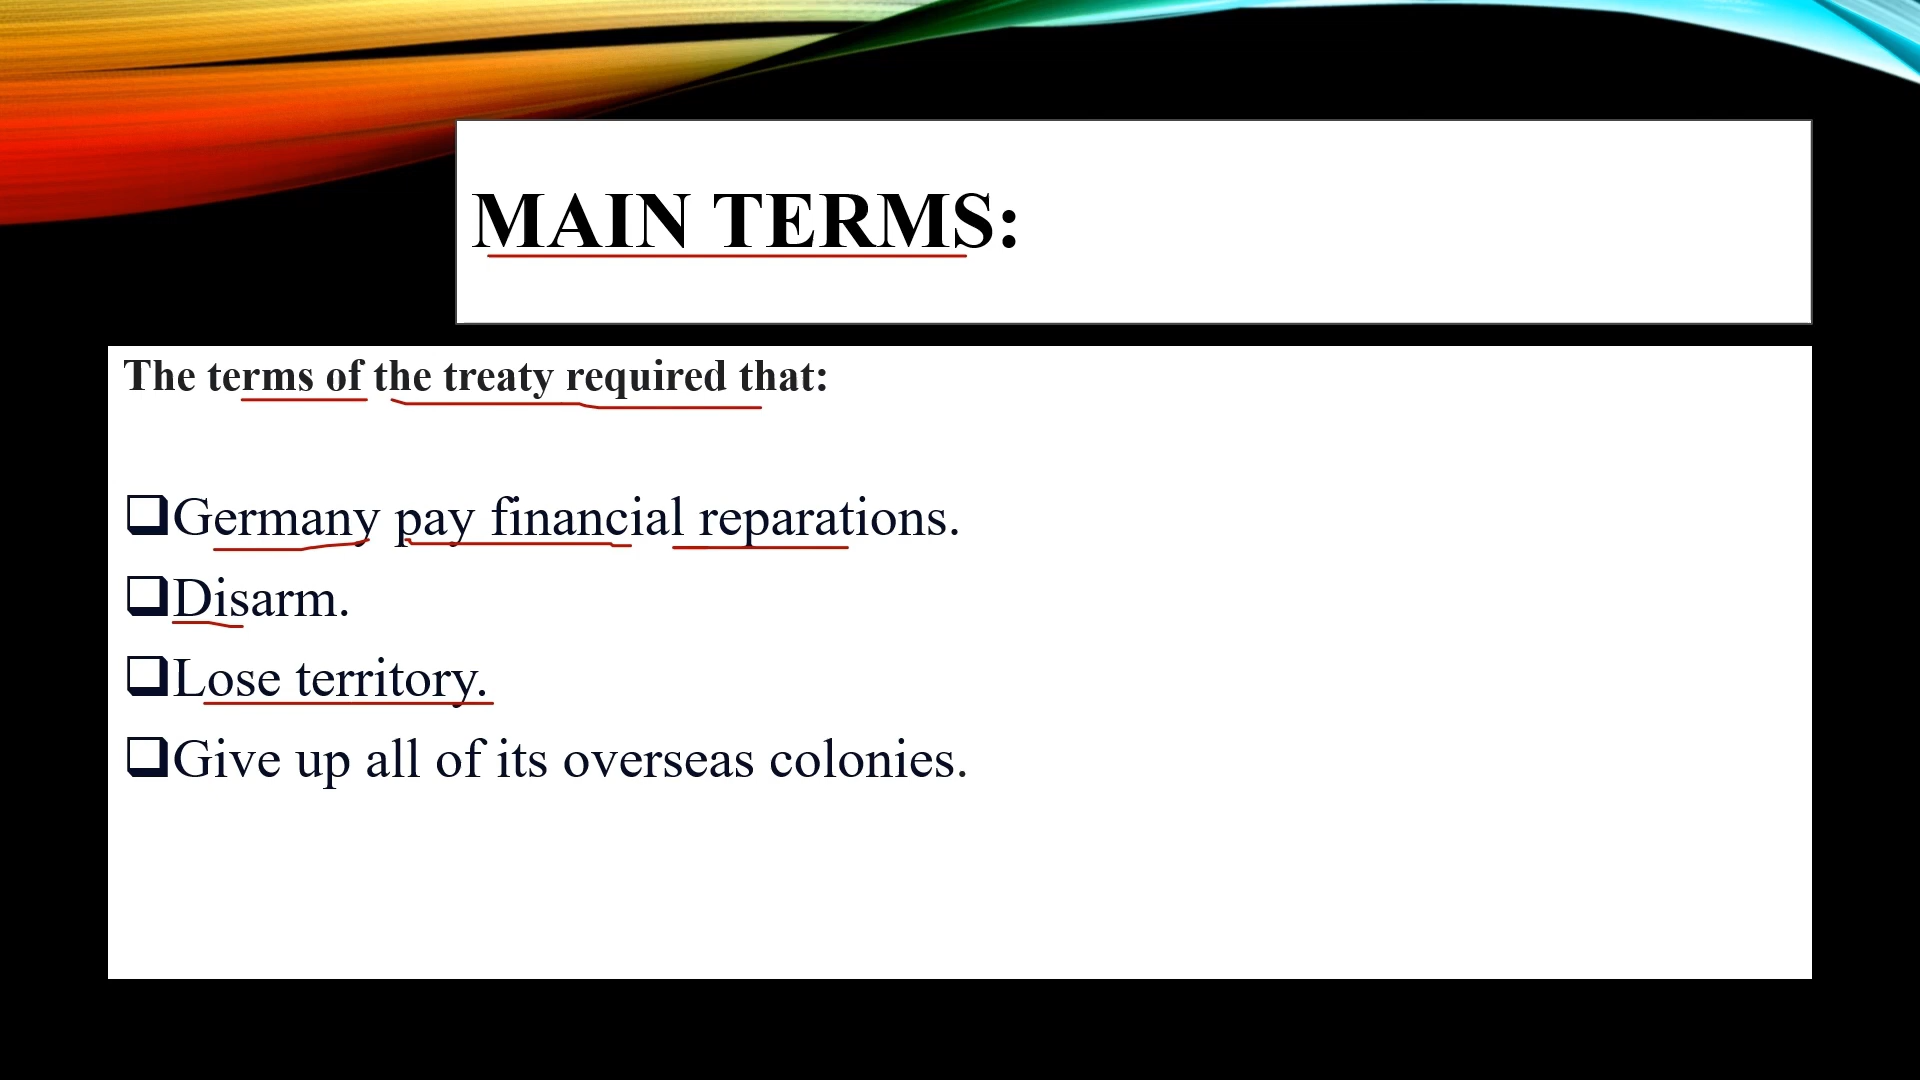 MAIN TERMS:
The terms of the treaty required that:
❑Germany pay financial reparations.
❑Disarm.
❑Lose territory.
❑Give up all of its overseas colonies.